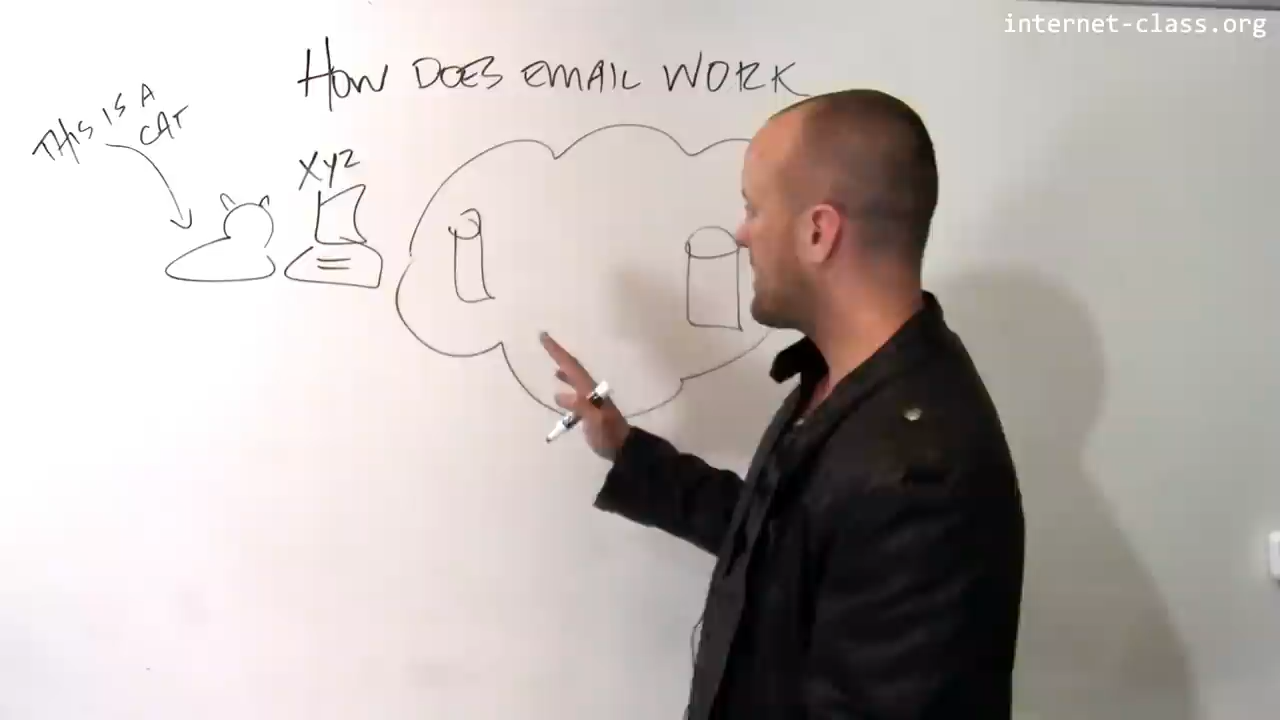 internet-class.org
HOW DOES EMAIL WORK
THIS IS A
CAT
XYZ